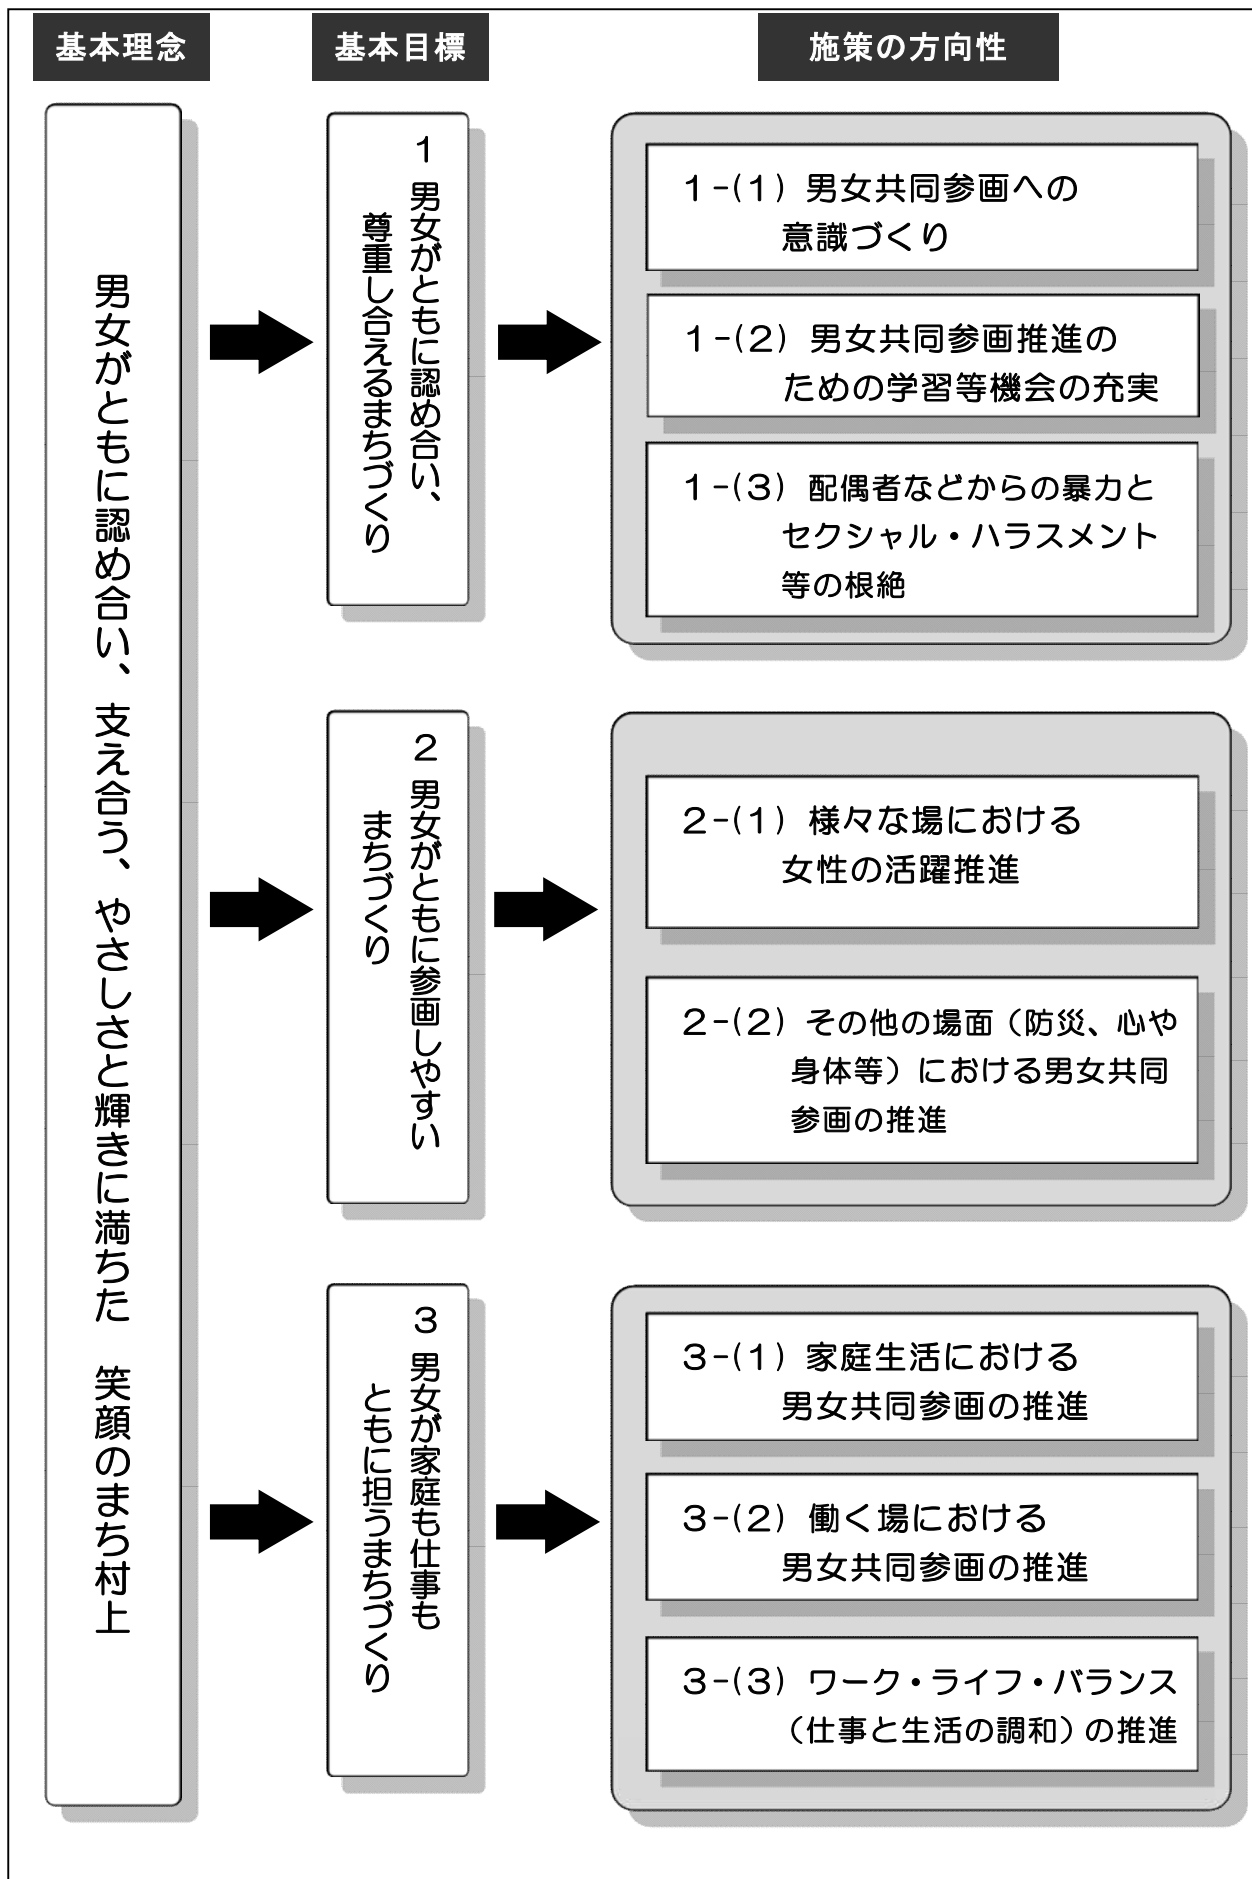 基本理念
基本目標
施策の方向性
男女がともに認め合い、支え合う、やさしさと輝きに満ちた　笑顔のまち村上
１ 男女がともに認め合い、
尊重し合えるまちづくり
１-(１) 男女共同参画への
意識づくり
１-(２) 男女共同参画推進の
ための学習等機会の充実
１-(３) 配偶者などからの暴力と
セクシャル・ハラスメント
等の根絶
２ 男女がともに参画しやすい
まちづくり
２-(１) 様々な場における
女性の活躍推進
２-(２) その他の場面（防災、心や
身体等）における男女共同
参画の推進
３ 男女が家庭も仕事も
ともに担うまちづくり
３-(１) 家庭生活における
男女共同参画の推進
３-(２) 働く場における
男女共同参画の推進
３-(３) ワーク・ライフ・バランス
（仕事と生活の調和）の推進